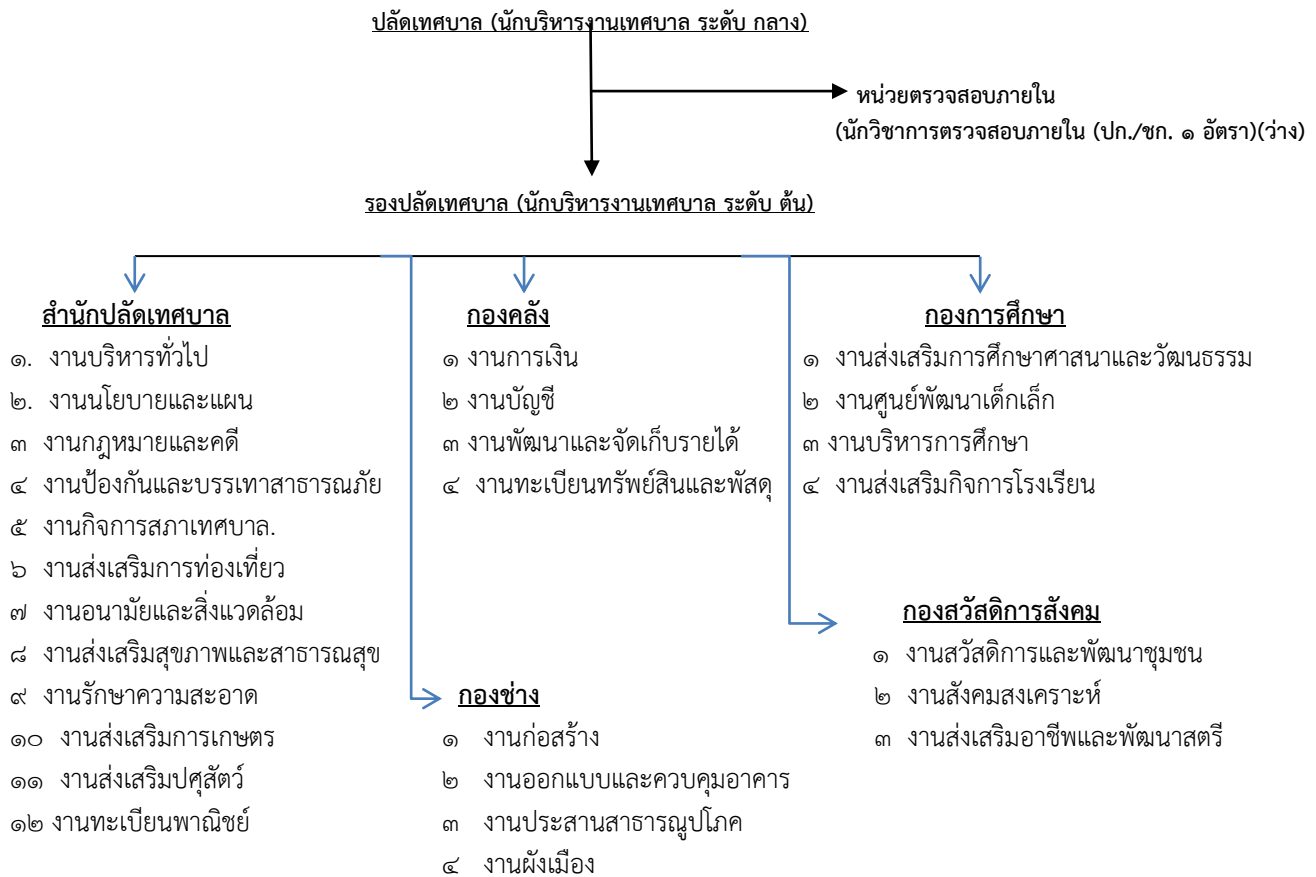 ปลัดเทศบาล (นักบริหารงานเทศบาล ระดับ กลาง)
หน่วยตรวจสอบภายใน
(นักวิชาการตรวจสอบภายใน (ปก./ชก. ๑ อัตรา)(ว่าง)
รองปลัดเทศบาล (นักบริหารงานเทศบาล ระดับ ต้น)
สำนักปลัดเทศบาล
๑. งานบริหารทั่วไป
๒. งานนโยบายและแผน
๓ งานกฎหมายและคดี
๔ งานป้องกันและบรรเทาสาธารณภัย
๕ งานกิจการสภาเทศบาล.
๖ งานส่งเสริมการท่องเที่ยว
๗ งานอนามัยและสิ่งแวดล้อม
๘ งานส่งเสริมสุขภาพและสาธารณสุข
๙ งานรักษาความสะอาด
๑๐ งานส่งเสริมการเกษตร
๑๑ งานส่งเสริมปศุสัตว์
๑๒ งานทะเบียนพาณิชย์
กองคลัง
๑ งานการเงิน
๒ งานบัญชี
๓ งานพัฒนาและจัดเก็บรายได้
๔ งานทะเบียนทรัพย์สินและพัสดุ
กองช่าง
๑ งานก่อสร้าง
๒ งานออกแบบและควบคุมอาคาร
๓ งานประสานสาธารณูปโภค
๔ งานผังเมือง
กองการศึกษา
๑ งานส่งเสริมการศึกษาศาสนาและวัฒนธรรม
๒ งานศูนย์พัฒนาเด็กเล็ก
๓ งานบริหารการศึกษา
๔ งานส่งเสริมกิจการโรงเรียน
กองสวัสดิการสังคม
๑ งานสวัสดิการและพัฒนาชุมชน
๒ งานสังคมสงเคราะห์
๓ งานส่งเสริมอาชีพและพัฒนาสตรี